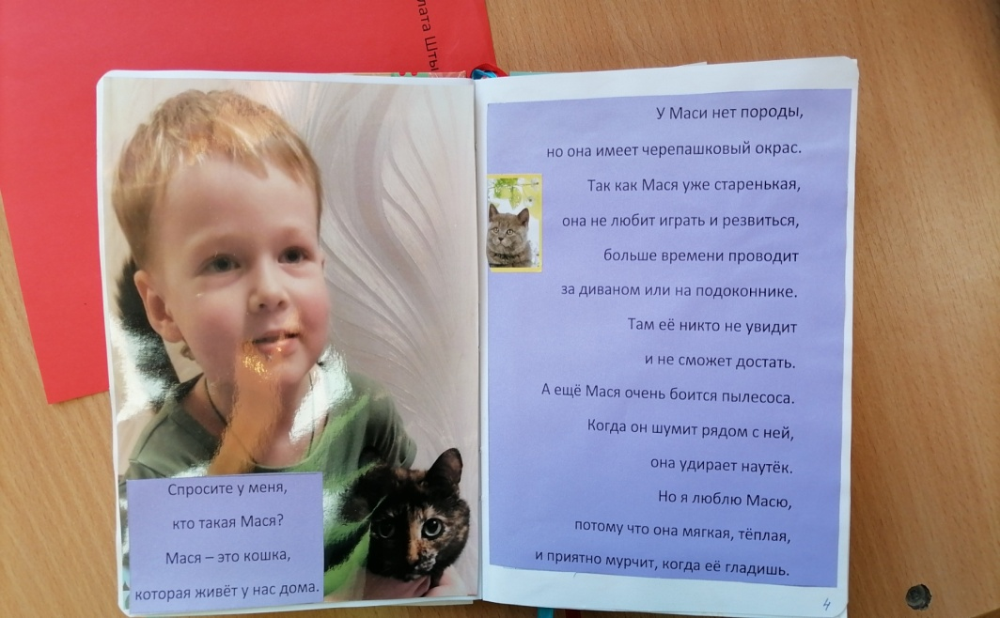 лата Шты
Спросите у меня,
кто такая Мася?
Мася – это кошка,
которая живёт у нас дома.
У Маси нет породы,
но она имеет черепашковый окрас.
Так как Мася уже старенькая,
она не любит играть и резвиться,
больше времени проводит
за диваном или на подоконнике.
Там её никто не увидит
и не сможет достать.
А ещё Мася очень боится пылесоса.
Когда он шумит рядом с ней,
она удирает наутёк.
Но я люблю Масю,
потому что она мягкая, тёплая,
и приятно мурчит, когда её гладишь.
4